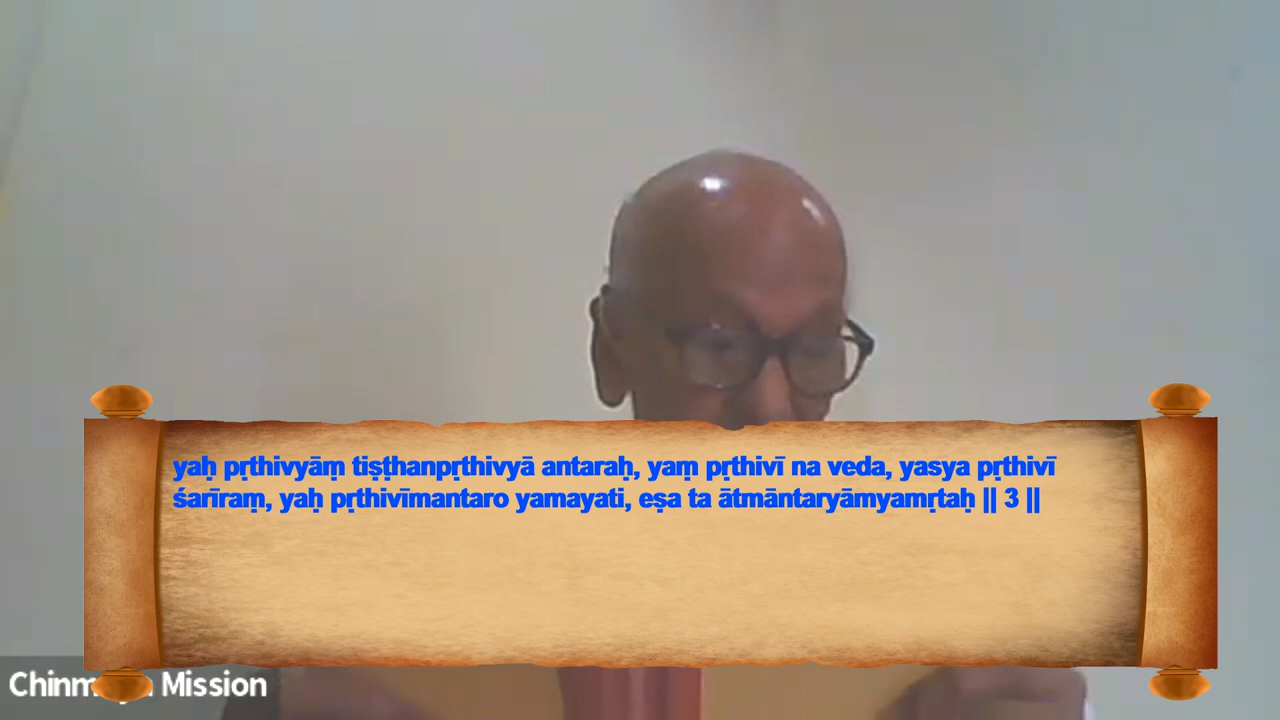 yaḥ pṛthivyāṃ tiṣṭhanpṛthivyā antaraḥ, yaṃ pṛthivī na veda, yasya pṛthivī
śarīraṃ, yaḥ pṛthivīmantaro yamayati, eṣa ta ātmāntaryāmyamṛtaḥ || 3 ||
Mission